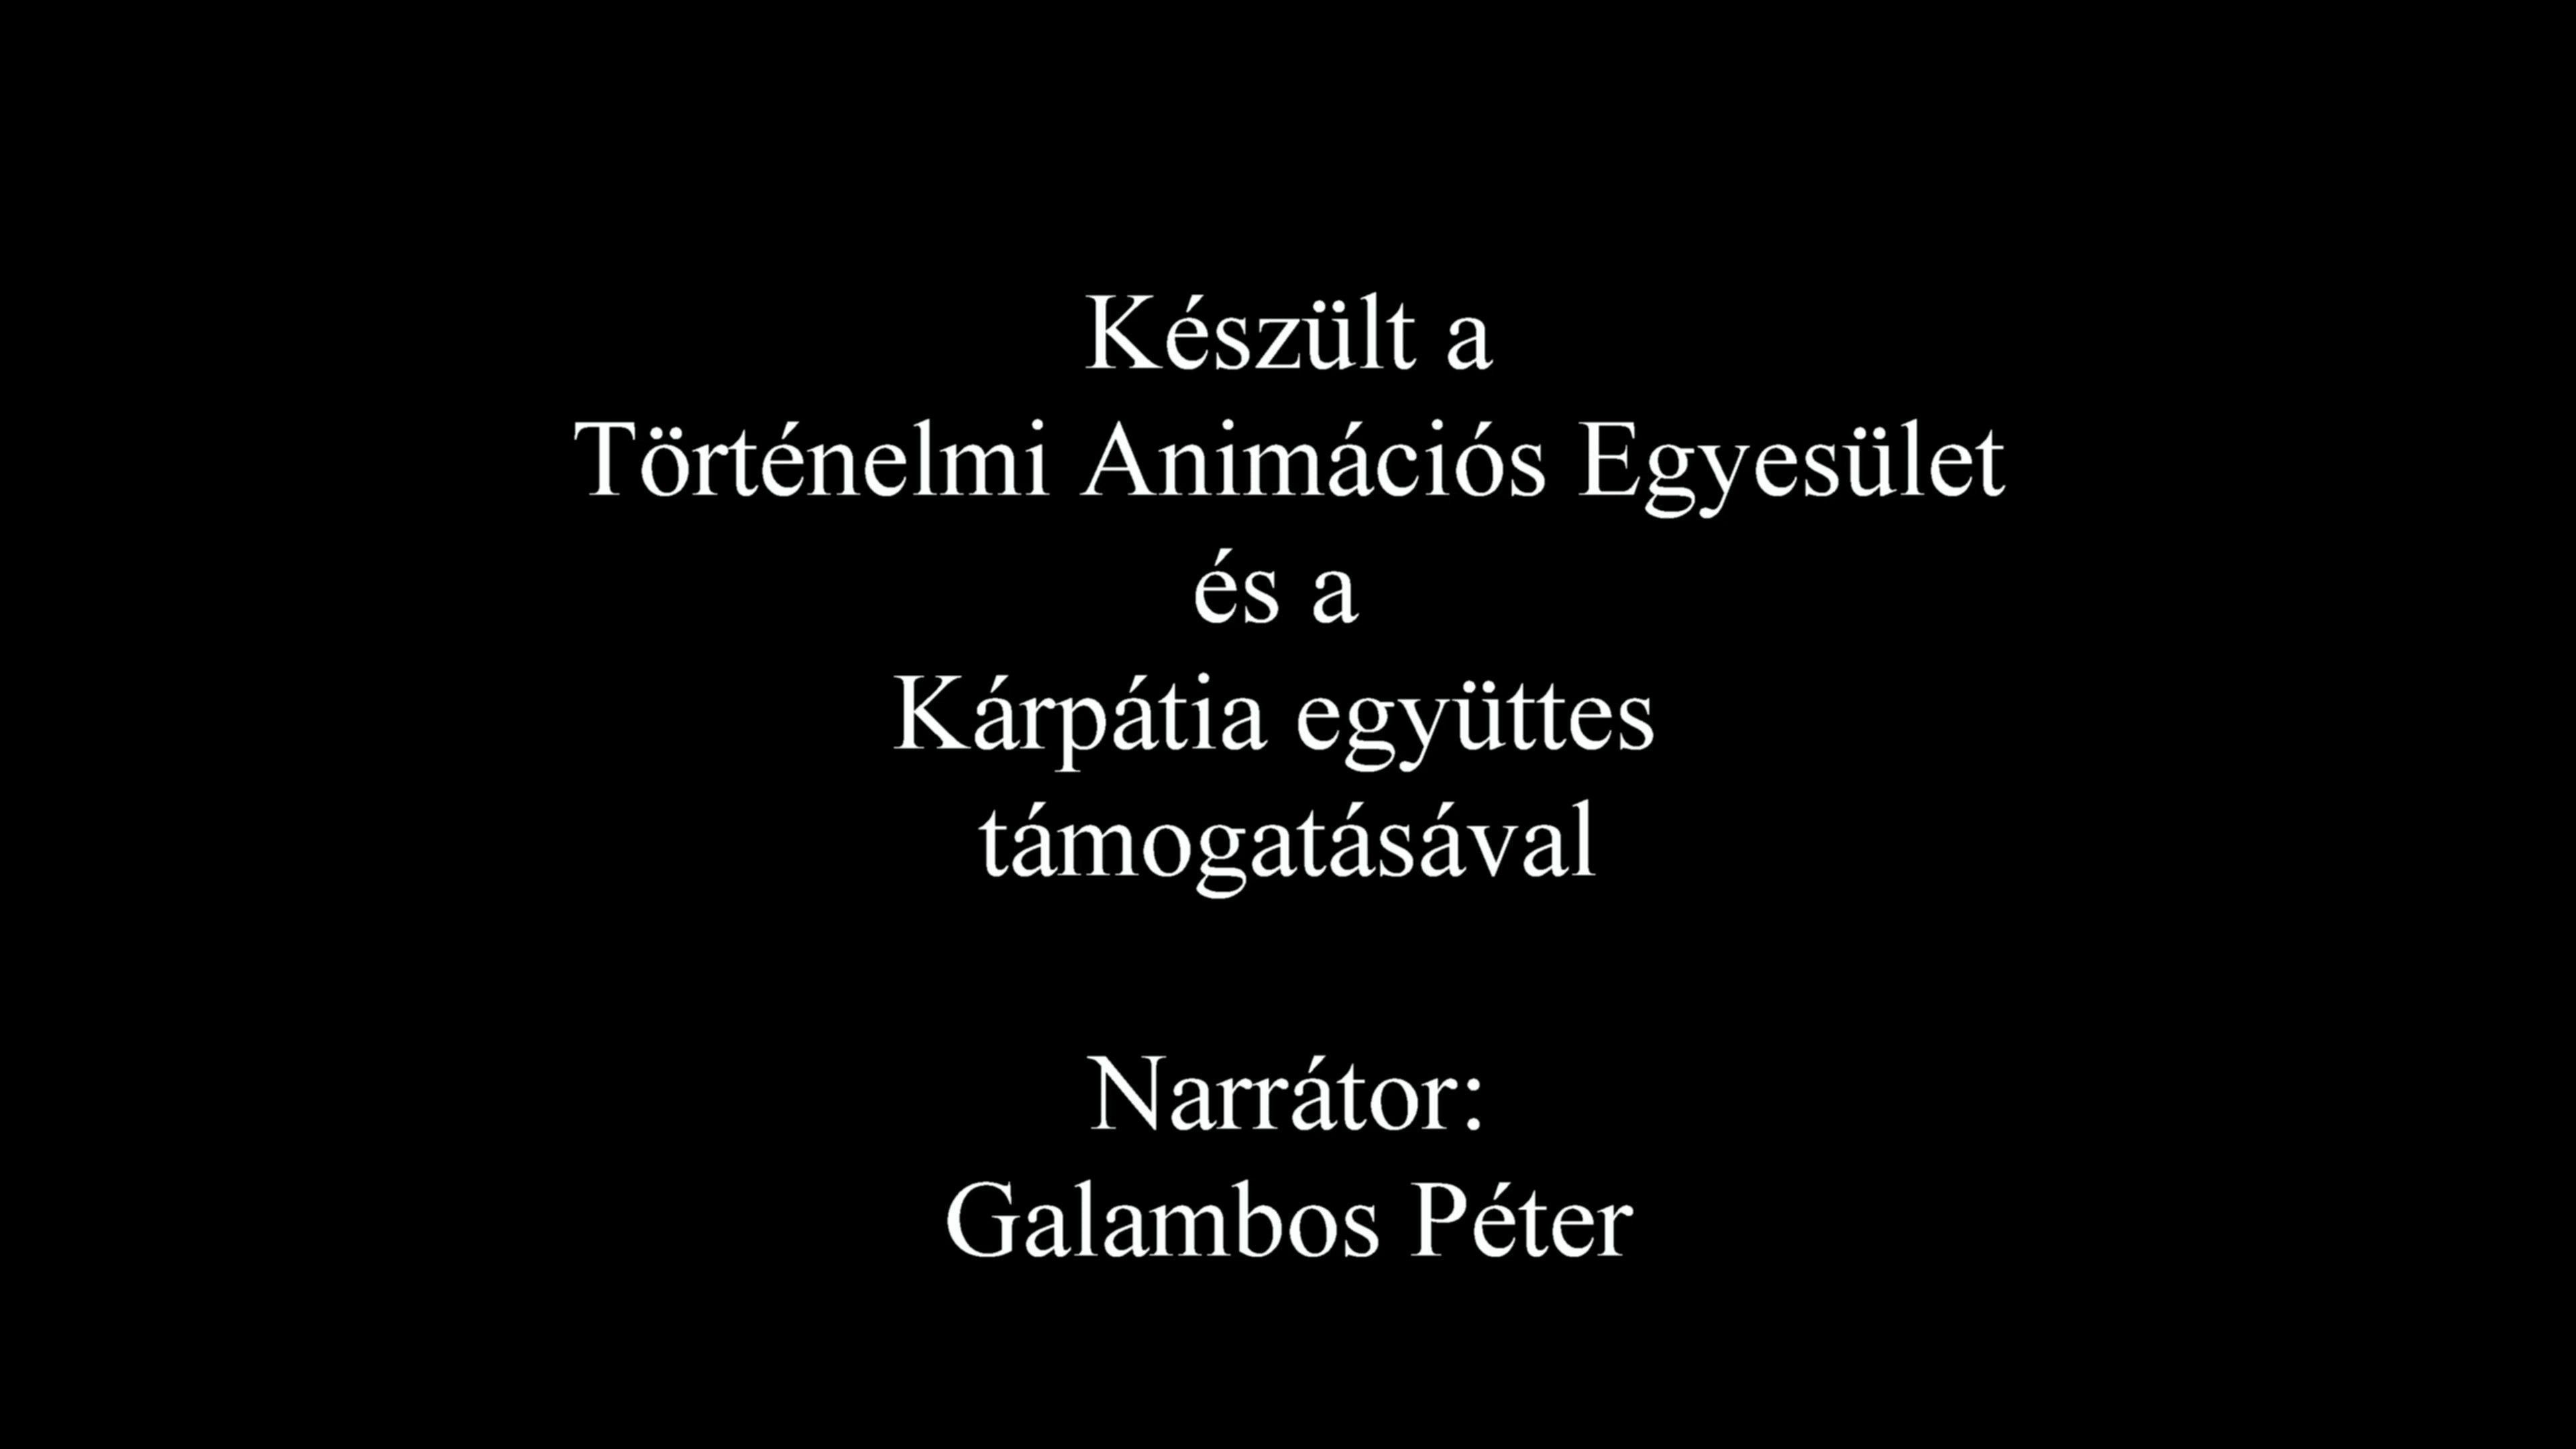 Készült a
Történelmi Animációs Egyesület
és a
Kárpátia együttes
támogatásával
Narrátor:
Galambos Péter